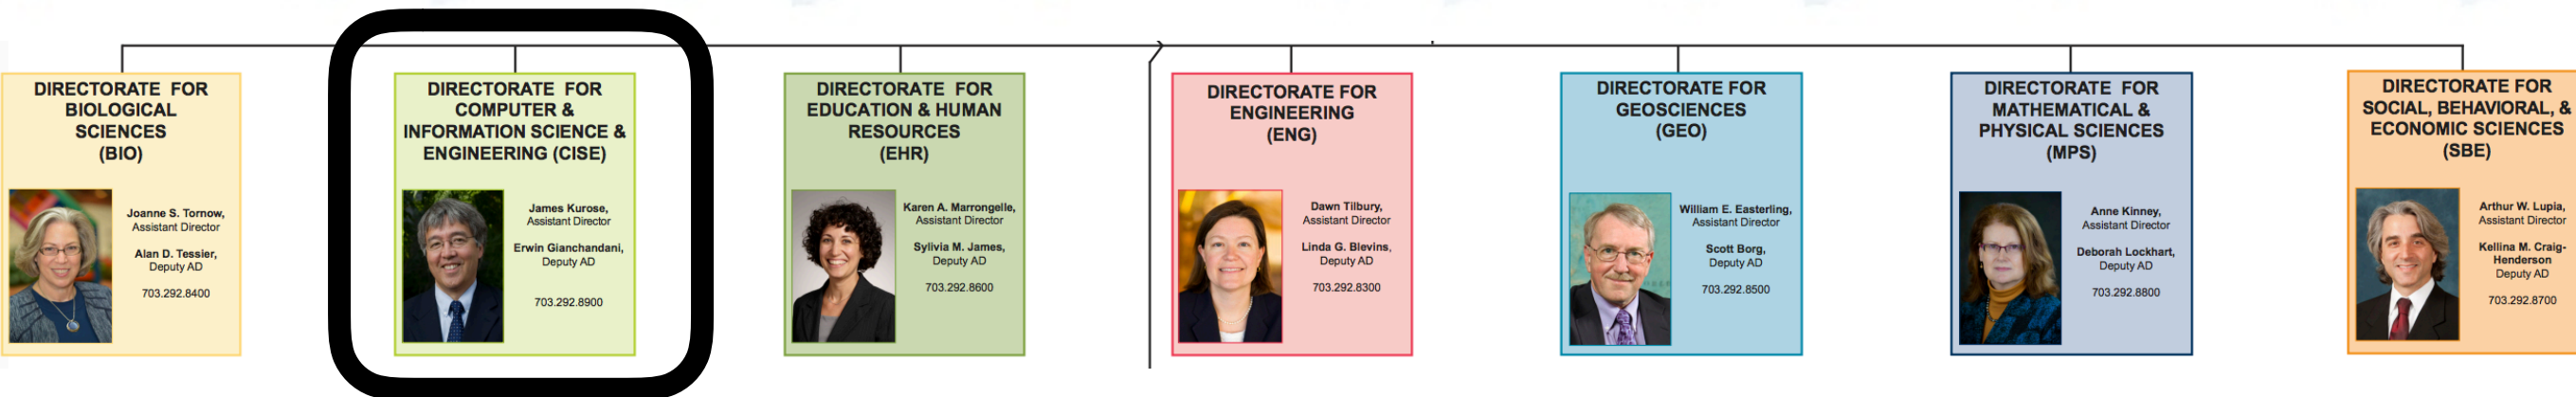 DIRECTORATE FOR
BIOLOGICAL
SCIENCES
(BIO)
Joanne S. Tornow,
Assistant Director
Alan D. Tessier,
Deputy AD
703.292.8400
DIRECTORATE FOR
COMPUTER &
INFORMATION SCIENCE &
ENGINEERING (CISE)
James Kurose,
Assistant Director
Erwin Gianchandani,
Deputy AD
703.292.8900
DIRECTORATE FOR
EDUCATION & HUMAN
RESOURCES
(EHR)
Karen A. Marrongelle,
Assistant Director
Sylivia M. James,
Deputy AD
703.292.8600
DIRECTORATE FOR
ENGINEERING
(ENG)
Dawn Tilbury,
Assistant Director
Linda G. Blevins,
Deputy AD
703.292.8300
DIRECTORATE FOR
GEOSCIENCES
(GEO)
William E. Easterling,
Assistant Director
Scott Borg,
Deputy AD
703.292.8500
DIRECTORATE FOR
MATHEMATICAL &
PHYSICAL SCIENCES
(MPS)
Anne Kinney,
Assistant Director
Deborah Lockhart,
Deputy AD
703.292.8800
DIRECTORATE FOR
SOCIAL, BEHAVIORAL, &
ECONOMIC SCIENCES
(SBE)
Arthur W. Lupia,
Assistant Director
Kellina M. Craig-
Henderson
Deputy AD
703.292.8700